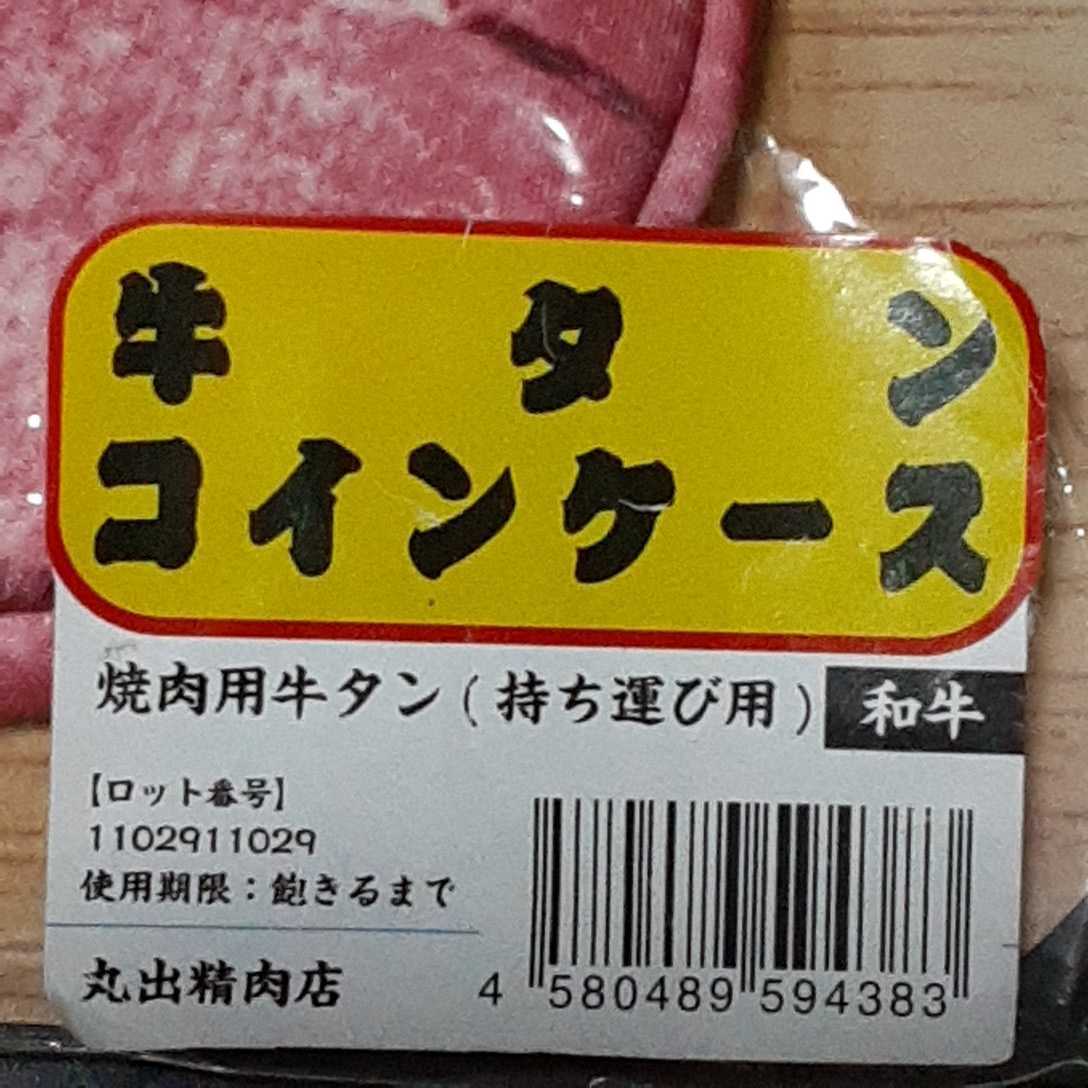 牛タン
コインケース
焼肉用牛タン(持ち運び用)
和牛
【ロット番号】
1102911029
使用期限：飽きるまで
丸出精肉店
4 580489 594383